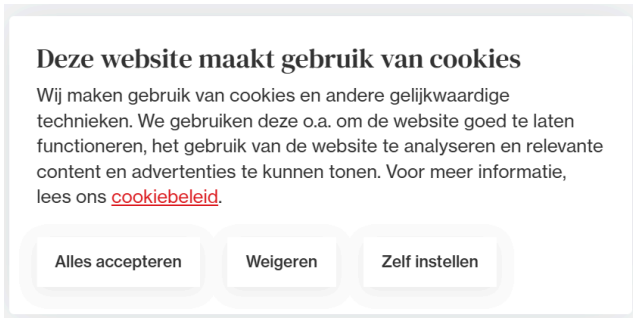 Deze website maakt gebruik van cookies
Wij maken gebruik van cookies en andere gelijkwaardige
technieken. We gebruiken deze o.a. om de website goed te laten
functioneren, het gebruik van de website te analyseren en relevante
content en advertenties te kunnen tonen. Voor meer informatie,
lees ons cookiebeleid.
Alles accepteren Weigeren Zelf instellen